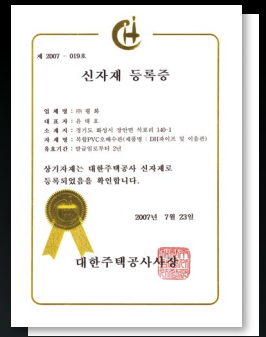 제 2007 - 019호
신자재 등록증
업 체 명 : ㈜ 평화
대 표 자 : 윤태호
소 재 지 : 경기도 화성시 장안면 석포리 140-1
자 재 명 : 복합PVC오배수관(제품명 : DH파이프 및 이음관)
유효기간 : 발급일로부터 2년
상기자재는 대한주택공사 신자재로
등록되었음을 확인합니다.
2007년 7월 23일
대한주택공사사장